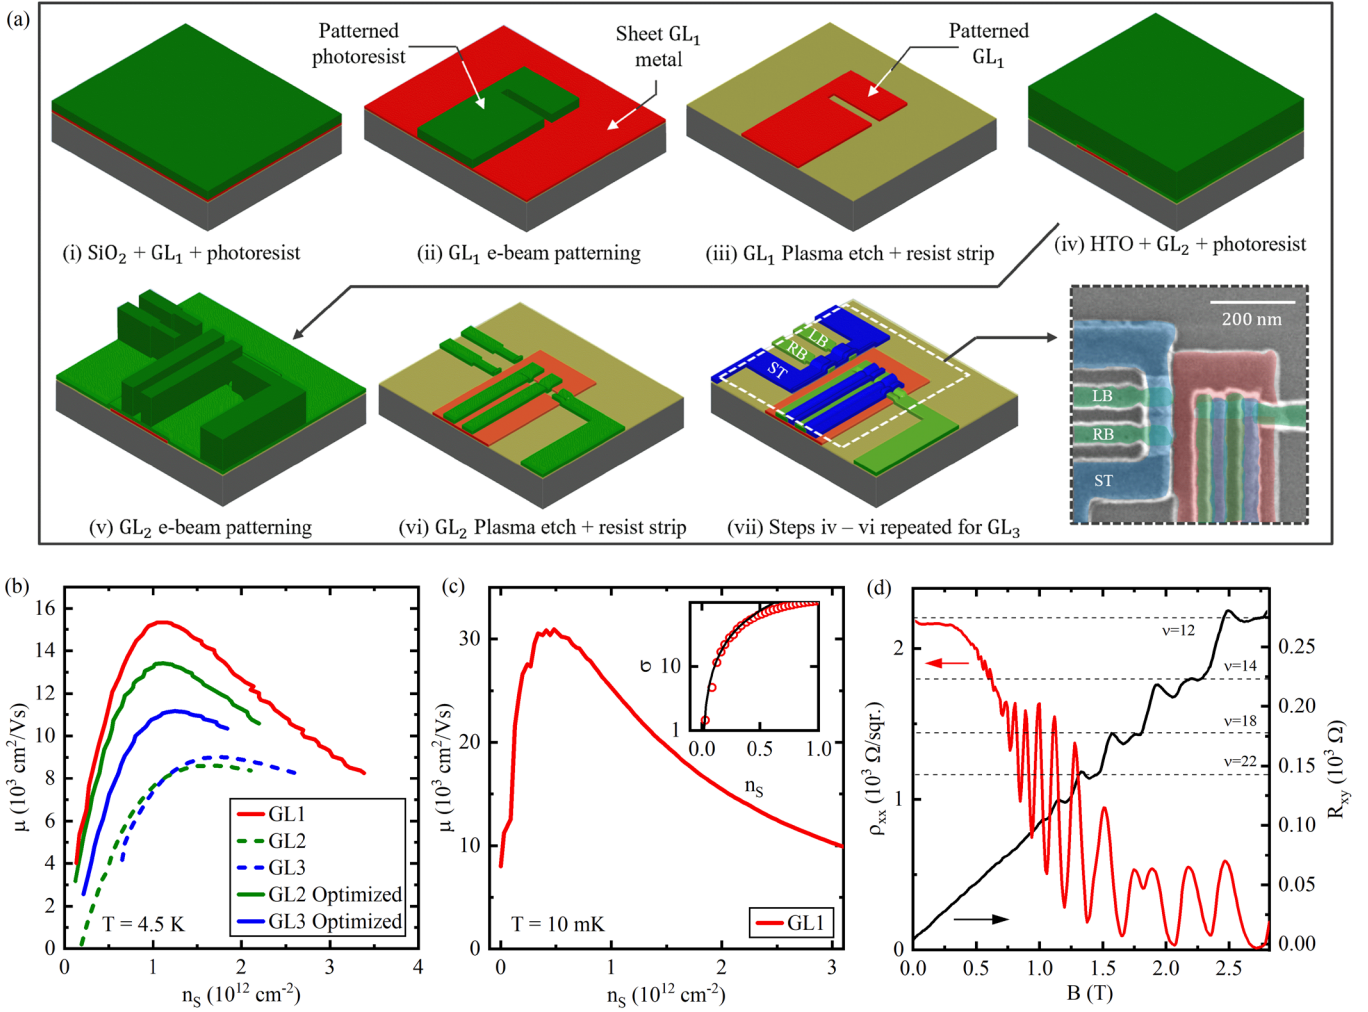 (a)
Patterned
photoresist
Sheet GL₁
metal
Patterned
GL₁
(i) SiO₂ + GL₁ + photoresist
(ii) GL₁ e-beam patterning
(iii) GL₁ Plasma etch + resist strip
(iv) HTO + GL₂ + photoresist
LB
RB
ST
200 nm
LB
RB
ST
(v) GL₂ e-beam patterning
(vi) GL₂ Plasma etch + resist strip
(vii) Steps iv – vi repeated for GL₃
(b)
16
14
12
10
8
6
4
2
0
μ (10³ cm²/Vs)
GL1
GL2
GL3
GL2 Optimized
GL3 Optimized
T = 4.5 K
0 1 2 3 4
nS (10¹² cm⁻²)
(c)
30
20
10
0
μ (10³ cm²/Vs)
σ
10
1
0.0 0.5 1.0
nS
T = 10 mK
GL1
0 1 2 3
nS (10¹² cm⁻²)
(d)
2
1
0
ρxx (10³ Ω/sqr.)
ν=12
ν=14
ν=18
ν=22
0.25
0.20
0.15
0.10
0.05
0.00
Rxy (10³ Ω)
0.0 0.5 1.0 1.5 2.0 2.5
B (T)